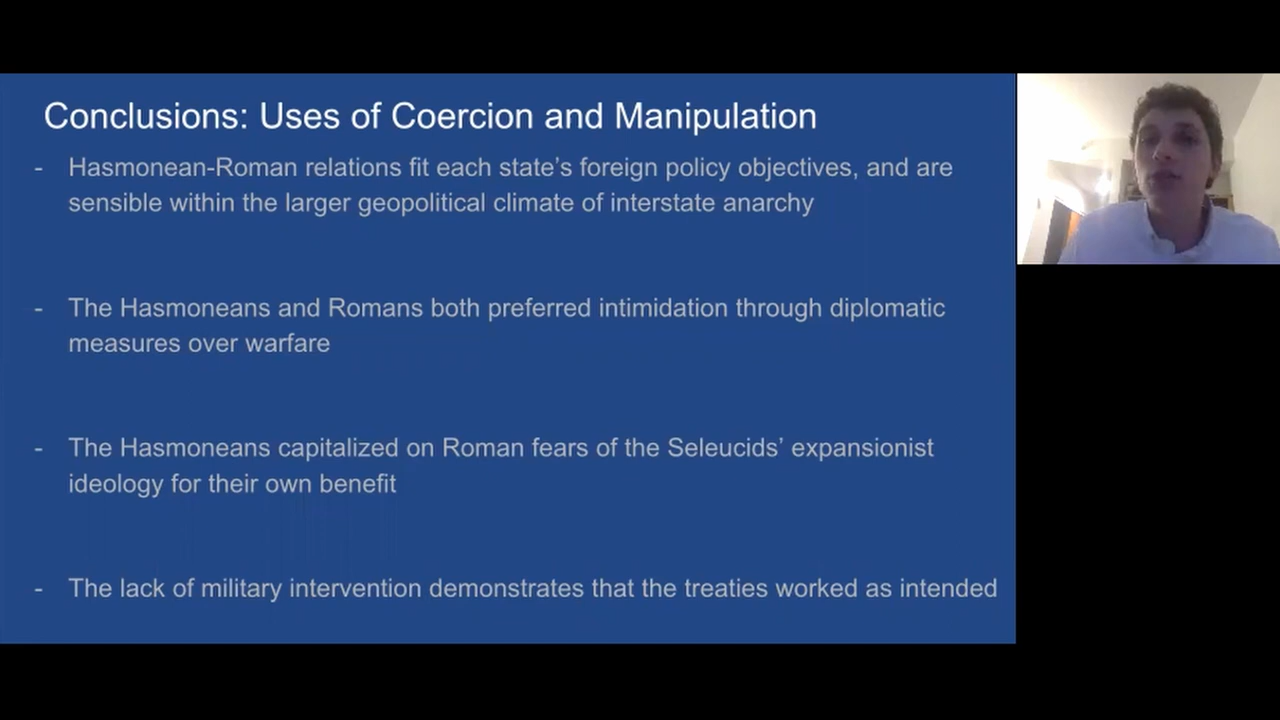 Conclusions: Uses of Coercion and Manipulation
- Hasmonean-Roman relations fit each state’s foreign policy objectives, and are
sensible within the larger geopolitical climate of interstate anarchy
- The Hasmoneans and Romans both preferred intimidation through diplomatic
measures over warfare
- The Hasmoneans capitalized on Roman fears of the Seleucids’ expansionist
ideology for their own benefit
- The lack of military intervention demonstrates that the treaties worked as intended